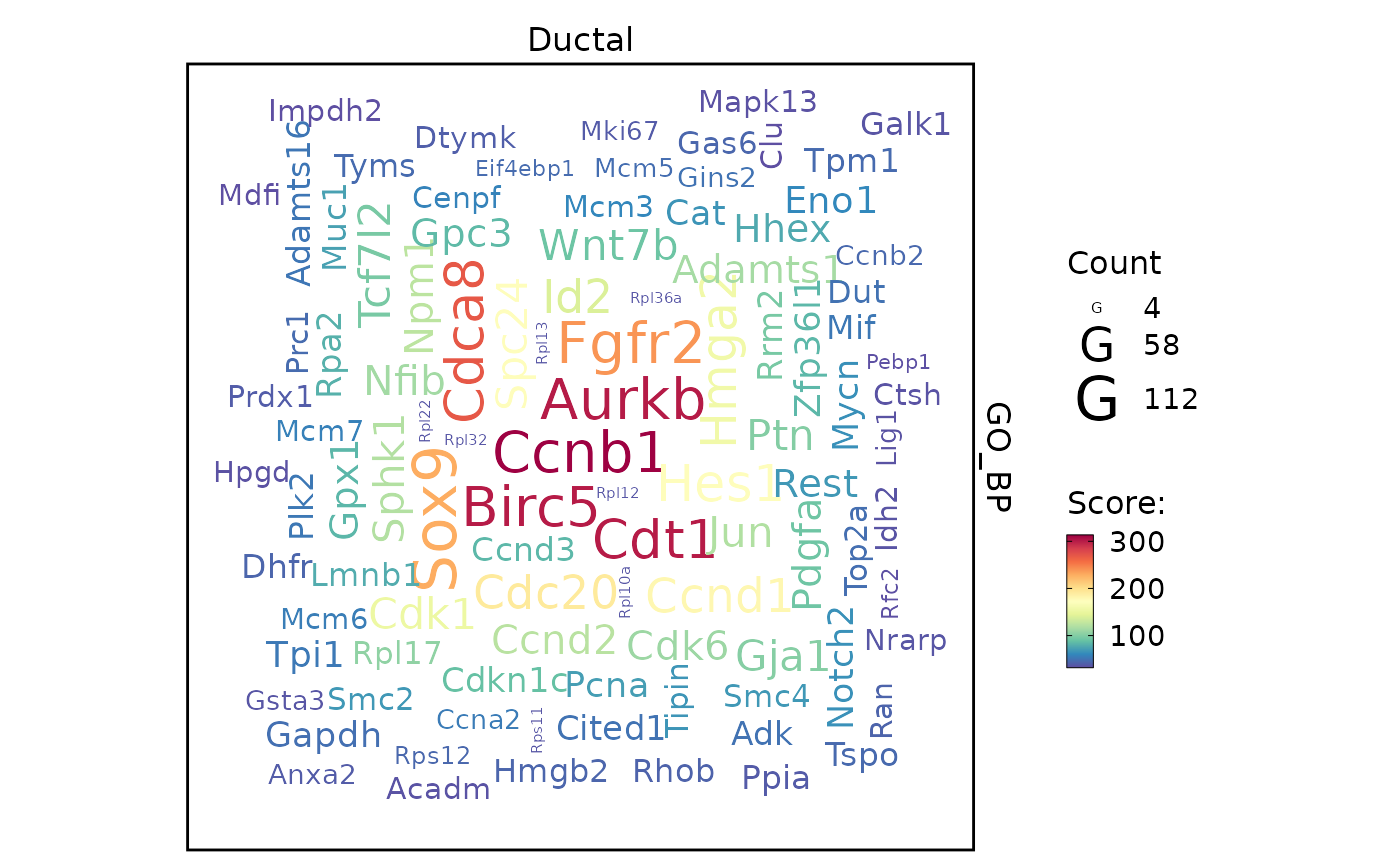 Ductal
Impdh2
Mapk13
Galk1
Dtymk
Mki67
Gas6
Clu
Adamts16
Tyms
Eif4ebp1
Mcm5
Gins2
Tpm1
Mdfi
Muc1
Cenpf
Mcm3
Cat
Eno1
Tcf7l2
Gpc3
Wnt7b
Hhex
Npm1
Adamts1
Ccnb2
Cdca8
Spc24
Id2
Rpl36a
Hmga2
Rrm2
Zfp36l1
Dut
Prc1
Rpa2
Rpl13
Fgfr2
Mif
Nfib
Pebp1
Prdx1
Aurkb
Mycn
Ctsh
Mcm7
Sphk1
Rpl22
Rpl32
Ccnb1
Ptn
Lig1
Hpgd
Plk2
Gpx1
Sox9
Birc5
Rpl12
Hes1
Rest
Idh2
Cdt1
Jun
Pdgfa
Top2a
Ccnd3
Dhfr
Lmnb1
Cdc20
Rpl10a
Ccnd1
Rfc2
Mcm6
Cdk1
Tpi1
Rpl17
Ccnd2
Cdk6
Gja1
Notch2
Nrarp
Cdkn1c
Pcna
Tipin
Smc4
Ran
Gsta3
Smc2
Ccna2
Rps11
Cited1
Adk
Gapdh
Rps12
Tspo
Anxa2
Acadm
Hmgb2
Rhob
Ppia
GO_BP
Count
G 4
G 58
G 112
Score:
300
200
100